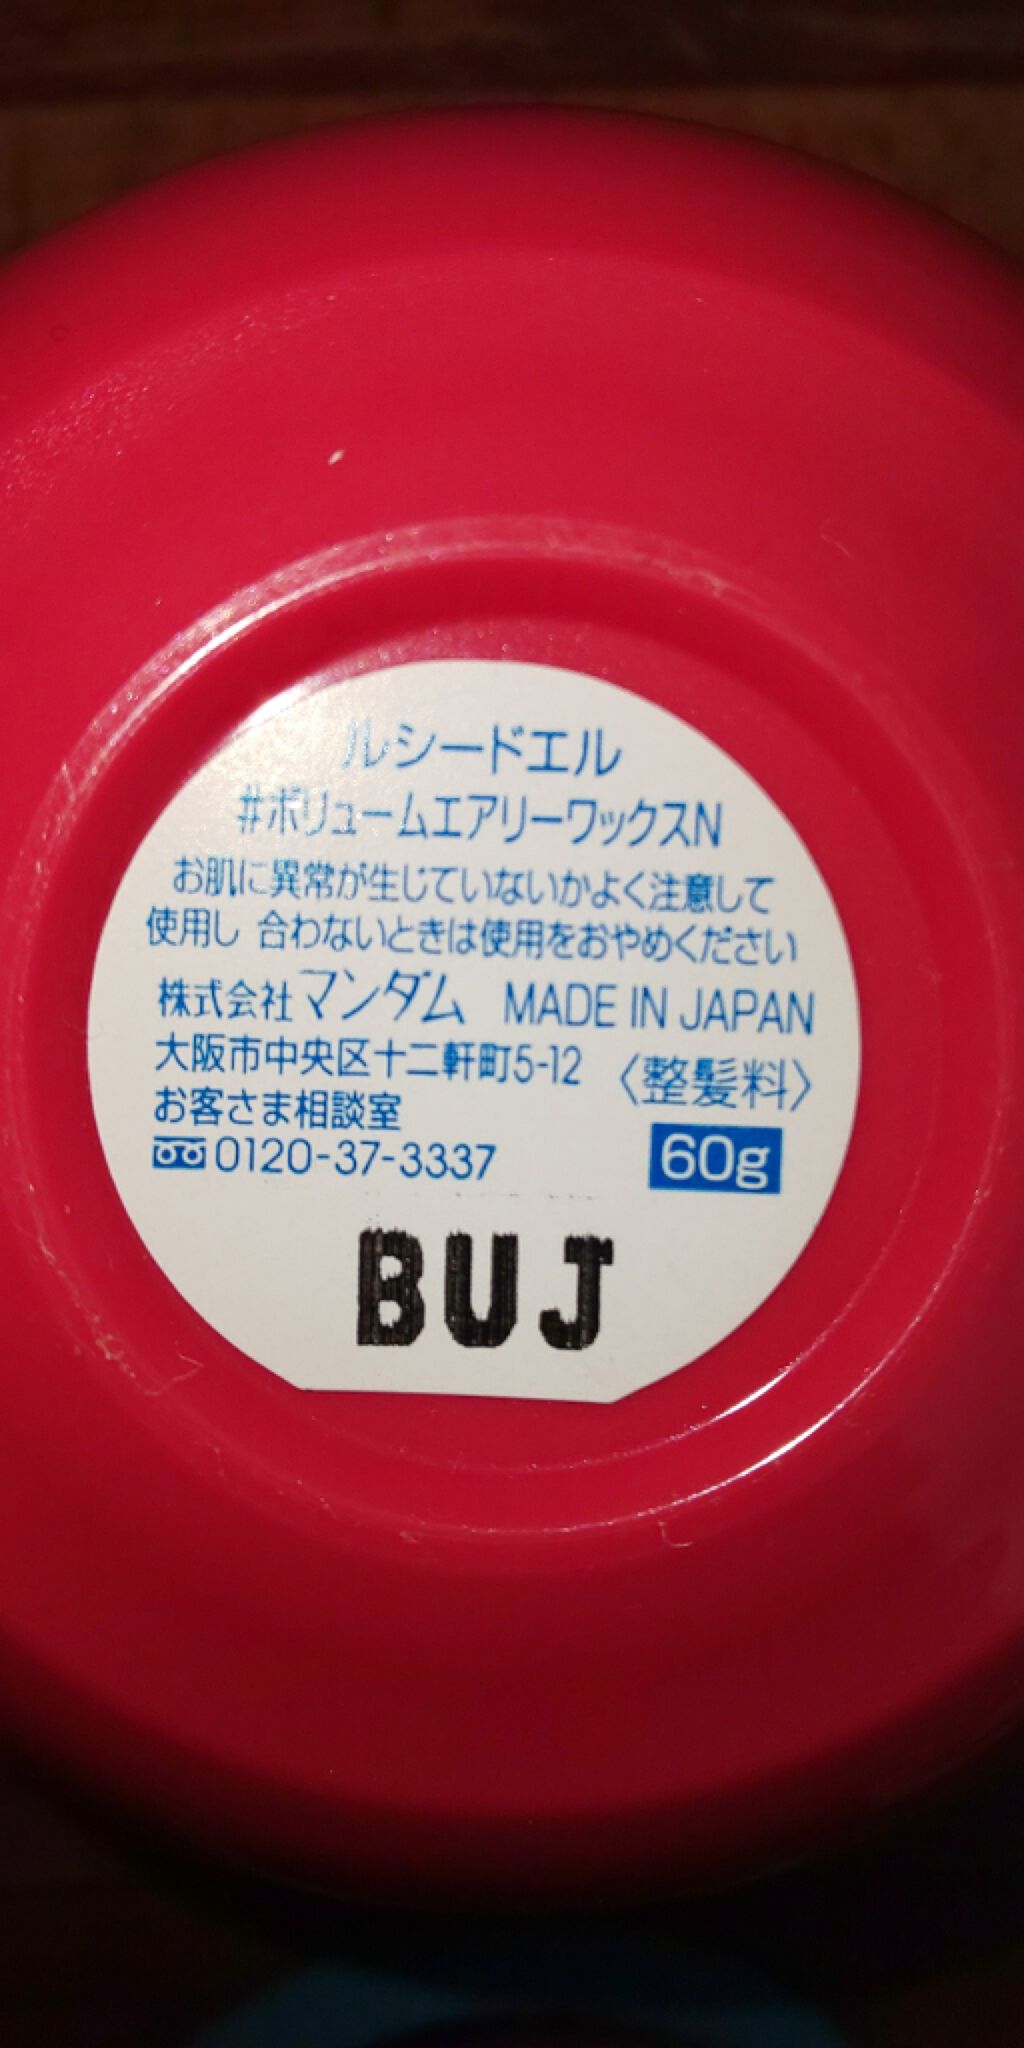 ルシードエル
#ボリュームエアリーワックスN
お肌に異常が生じていないかよく注意して
使用し 合わないときは使用をおやめください
株式会社マンダム MADE IN JAPAN
大阪市中央区十二軒町5-12 〈整髪料〉
お客さま相談室
0120-37-3337 60g
BUJ